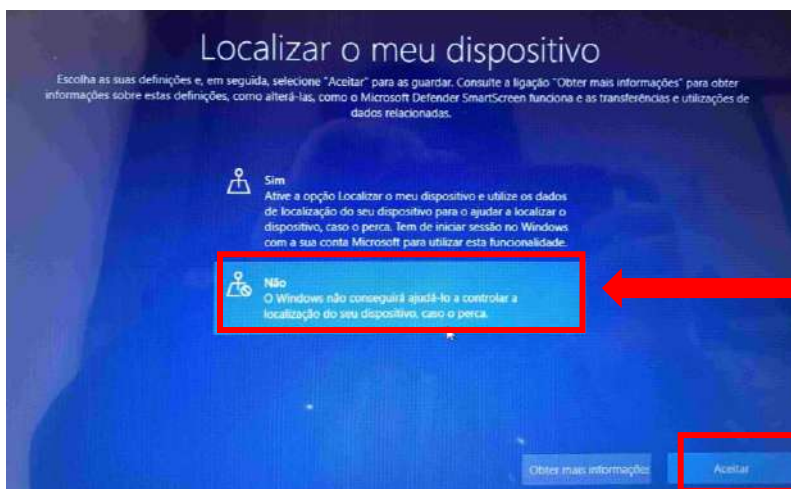 Localizar o meu dispositivo
Escolha as suas definições e, em seguida, selecione "Aceitar" para as guardar. Consulte a ligação "Obter mais informações" para obter
informações sobre estas definições, como alterá-las, como o Microsoft Defender SmartScreen funciona e as transferências e utilizações de
dados relacionadas.
Sim
Ative a opção Localizar o meu dispositivo e utilize os dados
de localização do seu dispositivo para o ajudar a localizar o
dispositivo, caso o perca. Tem de iniciar sessão no Windows
com a sua conta Microsoft para utilizar esta funcionalidade.
Não
O Windows não conseguirá ajudá-lo a controlar a
localização do seu dispositivo, caso o perca.
Obter mais informações
Aceitar